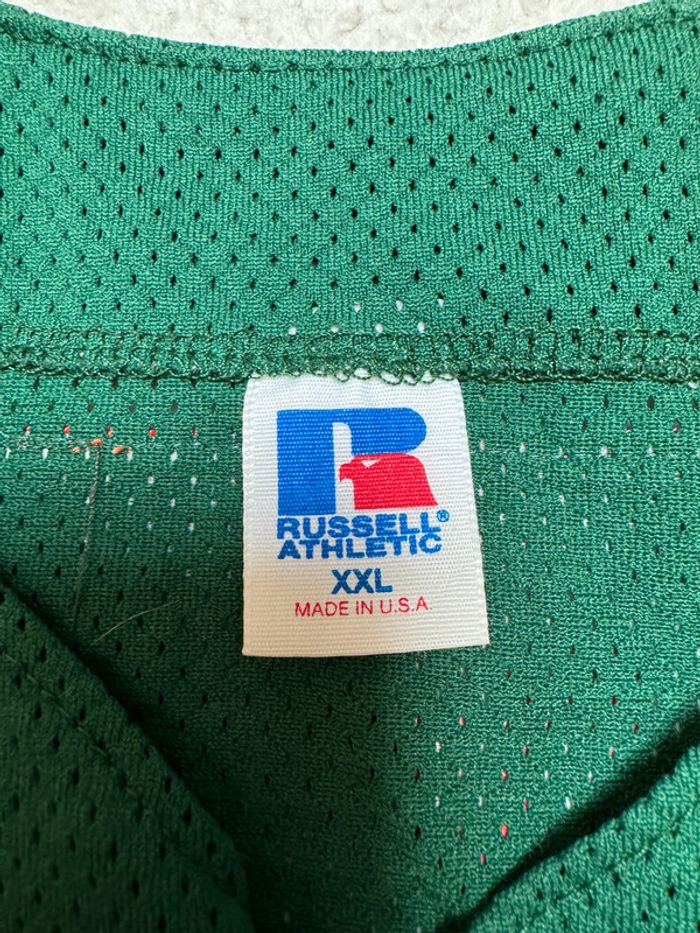 R
RUSSELL®
ATHLETIC
XXL
MADE IN U.S.A.